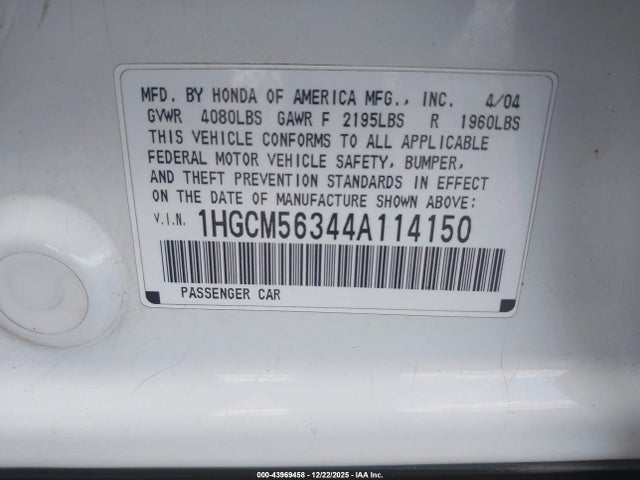 MFD. BY HONDA OF AMERICA MFG., INC. 4/04
GVWR 4080LBS GAWR F 2195LBS R 1960LBS
THIS VEHICLE CONFORMS TO ALL APPLICABLE
FEDERAL MOTOR VEHICLE SAFETY, BUMPER,
AND THEFT PREVENTION STANDARDS IN EFFECT
ON THE DATE OF MANUFACTURE SHOWN ABOVE:
V.I.N. 1HGCM56344A114150
PASSENGER CAR
000-43969458 - 12/22/2025 - IAA Inc.